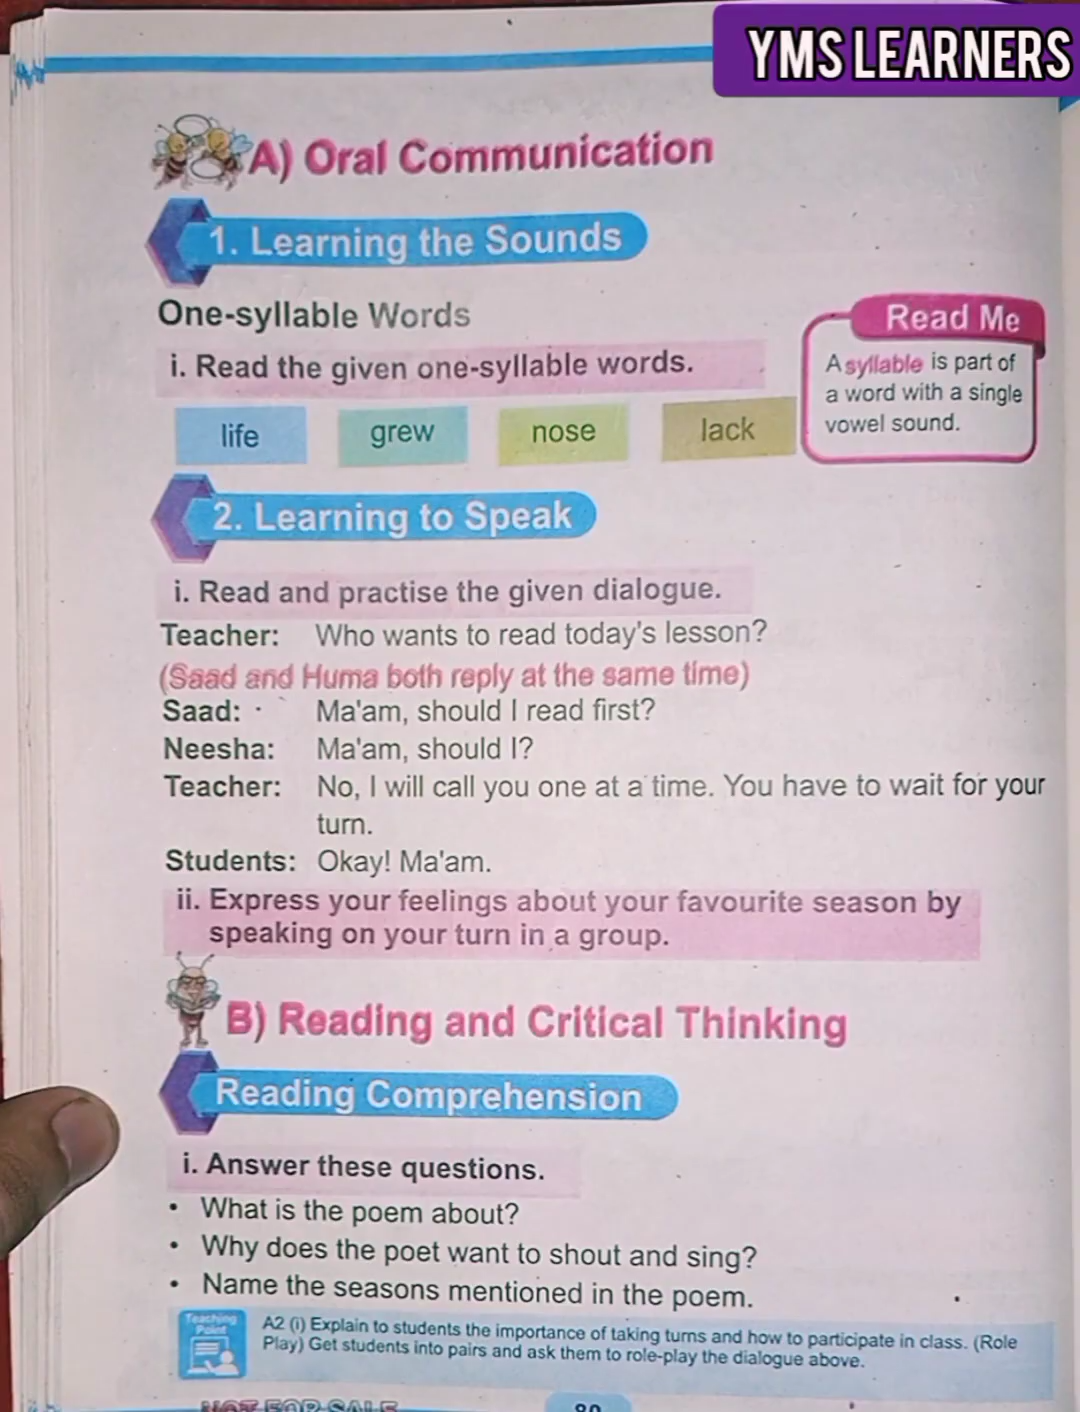 YMS LEARNERS
A) Oral Communication
1. Learning the Sounds
One-syllable Words
i. Read the given one-syllable words.
life grew nose lack
Read Me
A syllable is part of
a word with a single
vowel sound.
2. Learning to Speak
i. Read and practise the given dialogue.
Teacher: Who wants to read today's lesson?
(Saad and Huma both reply at the same time)
Saad: Ma'am, should I read first?
Neesha: Ma'am, should I?
Teacher: No, I will call you one at a time. You have to wait for your
turn.
Students: Okay! Ma'am.
ii. Express your feelings about your favourite season by
speaking on your turn in a group.
B) Reading and Critical Thinking
Reading Comprehension
i. Answer these questions.
• What is the poem about?
• Why does the poet want to shout and sing?
• Name the seasons mentioned in the poem.
Teaching
Point
A2 (i) Explain to students the importance of taking turns and how to participate in class. (Role
Play) Get students into pairs and ask them to role-play the dialogue above.
NOT FOR SALE